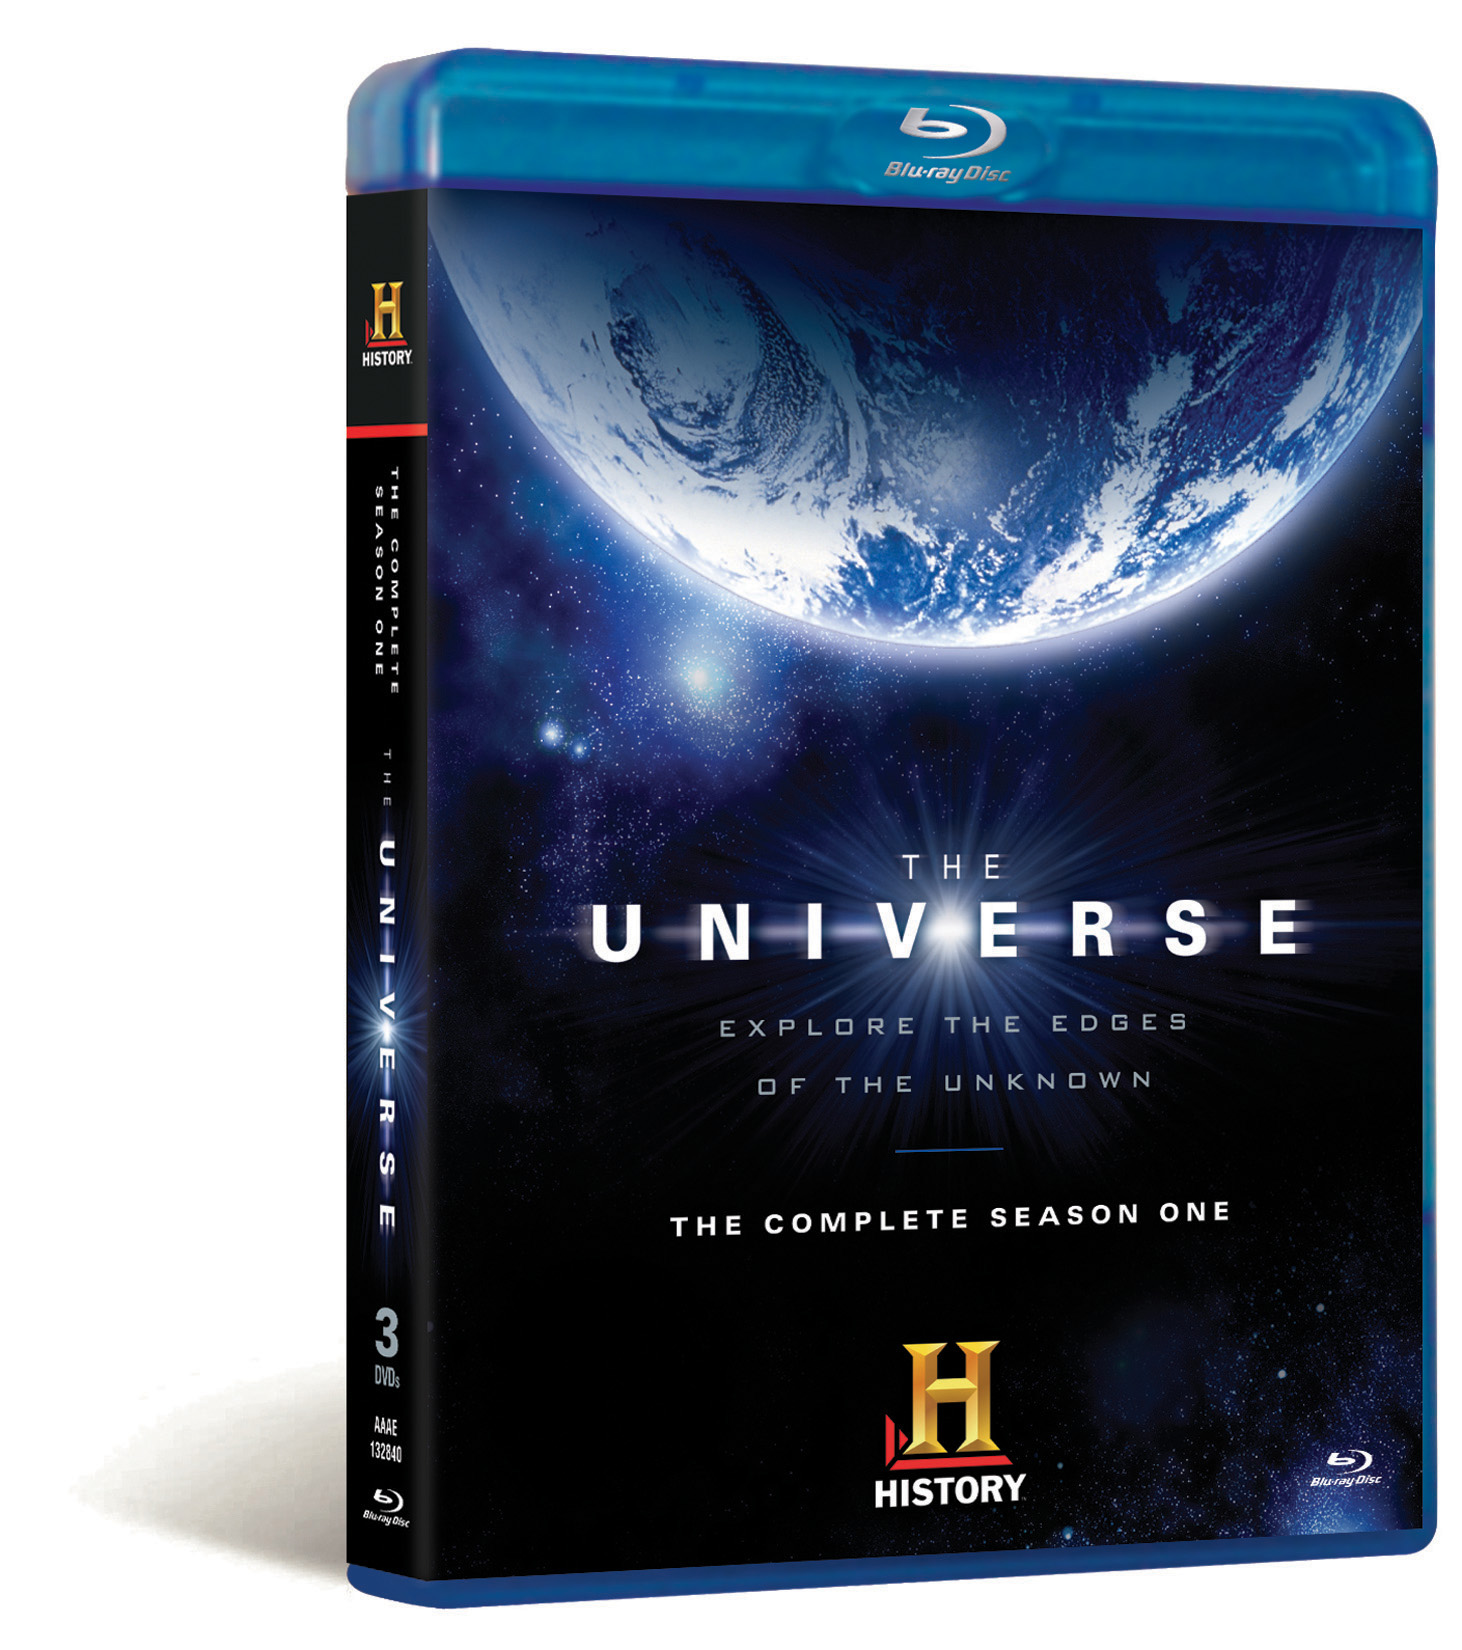 Blu-ray Disc
H
HISTORY
THE COMPLETE
SEASON ONE
THE
UNIVERSE
3
DVDs
AAAE
132840
Blu-ray Disc
THE
UNIVERSE
EXPLORE THE EDGES
OF THE UNKNOWN
THE COMPLETE SEASON ONE
H
HISTORY
Blu-ray Disc